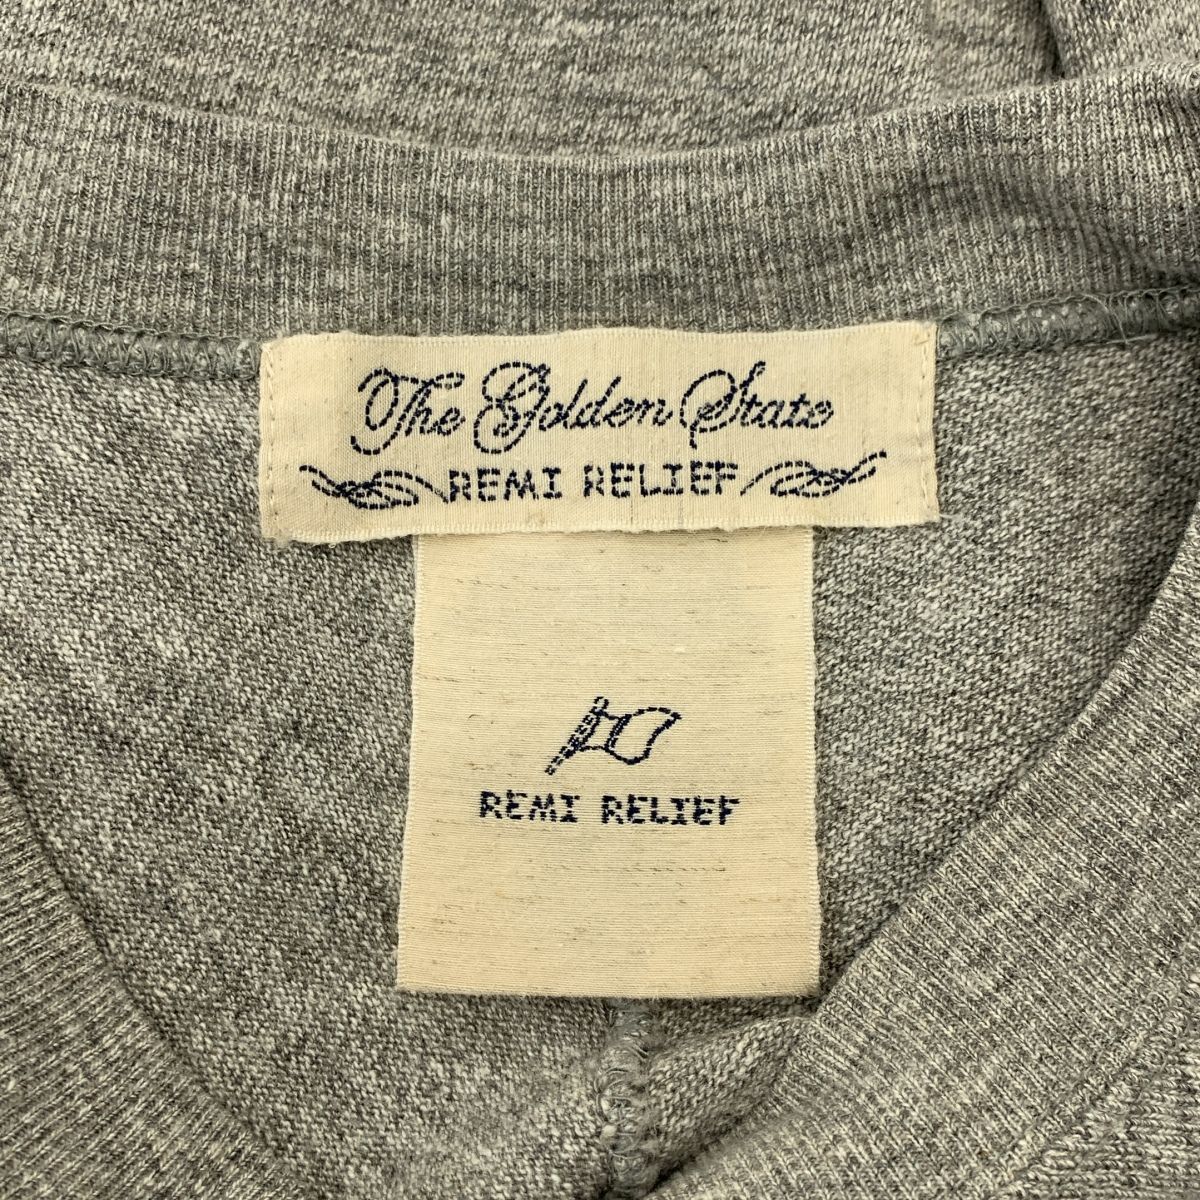 The Golden State
REMI RELIEF
REMI RELIEF